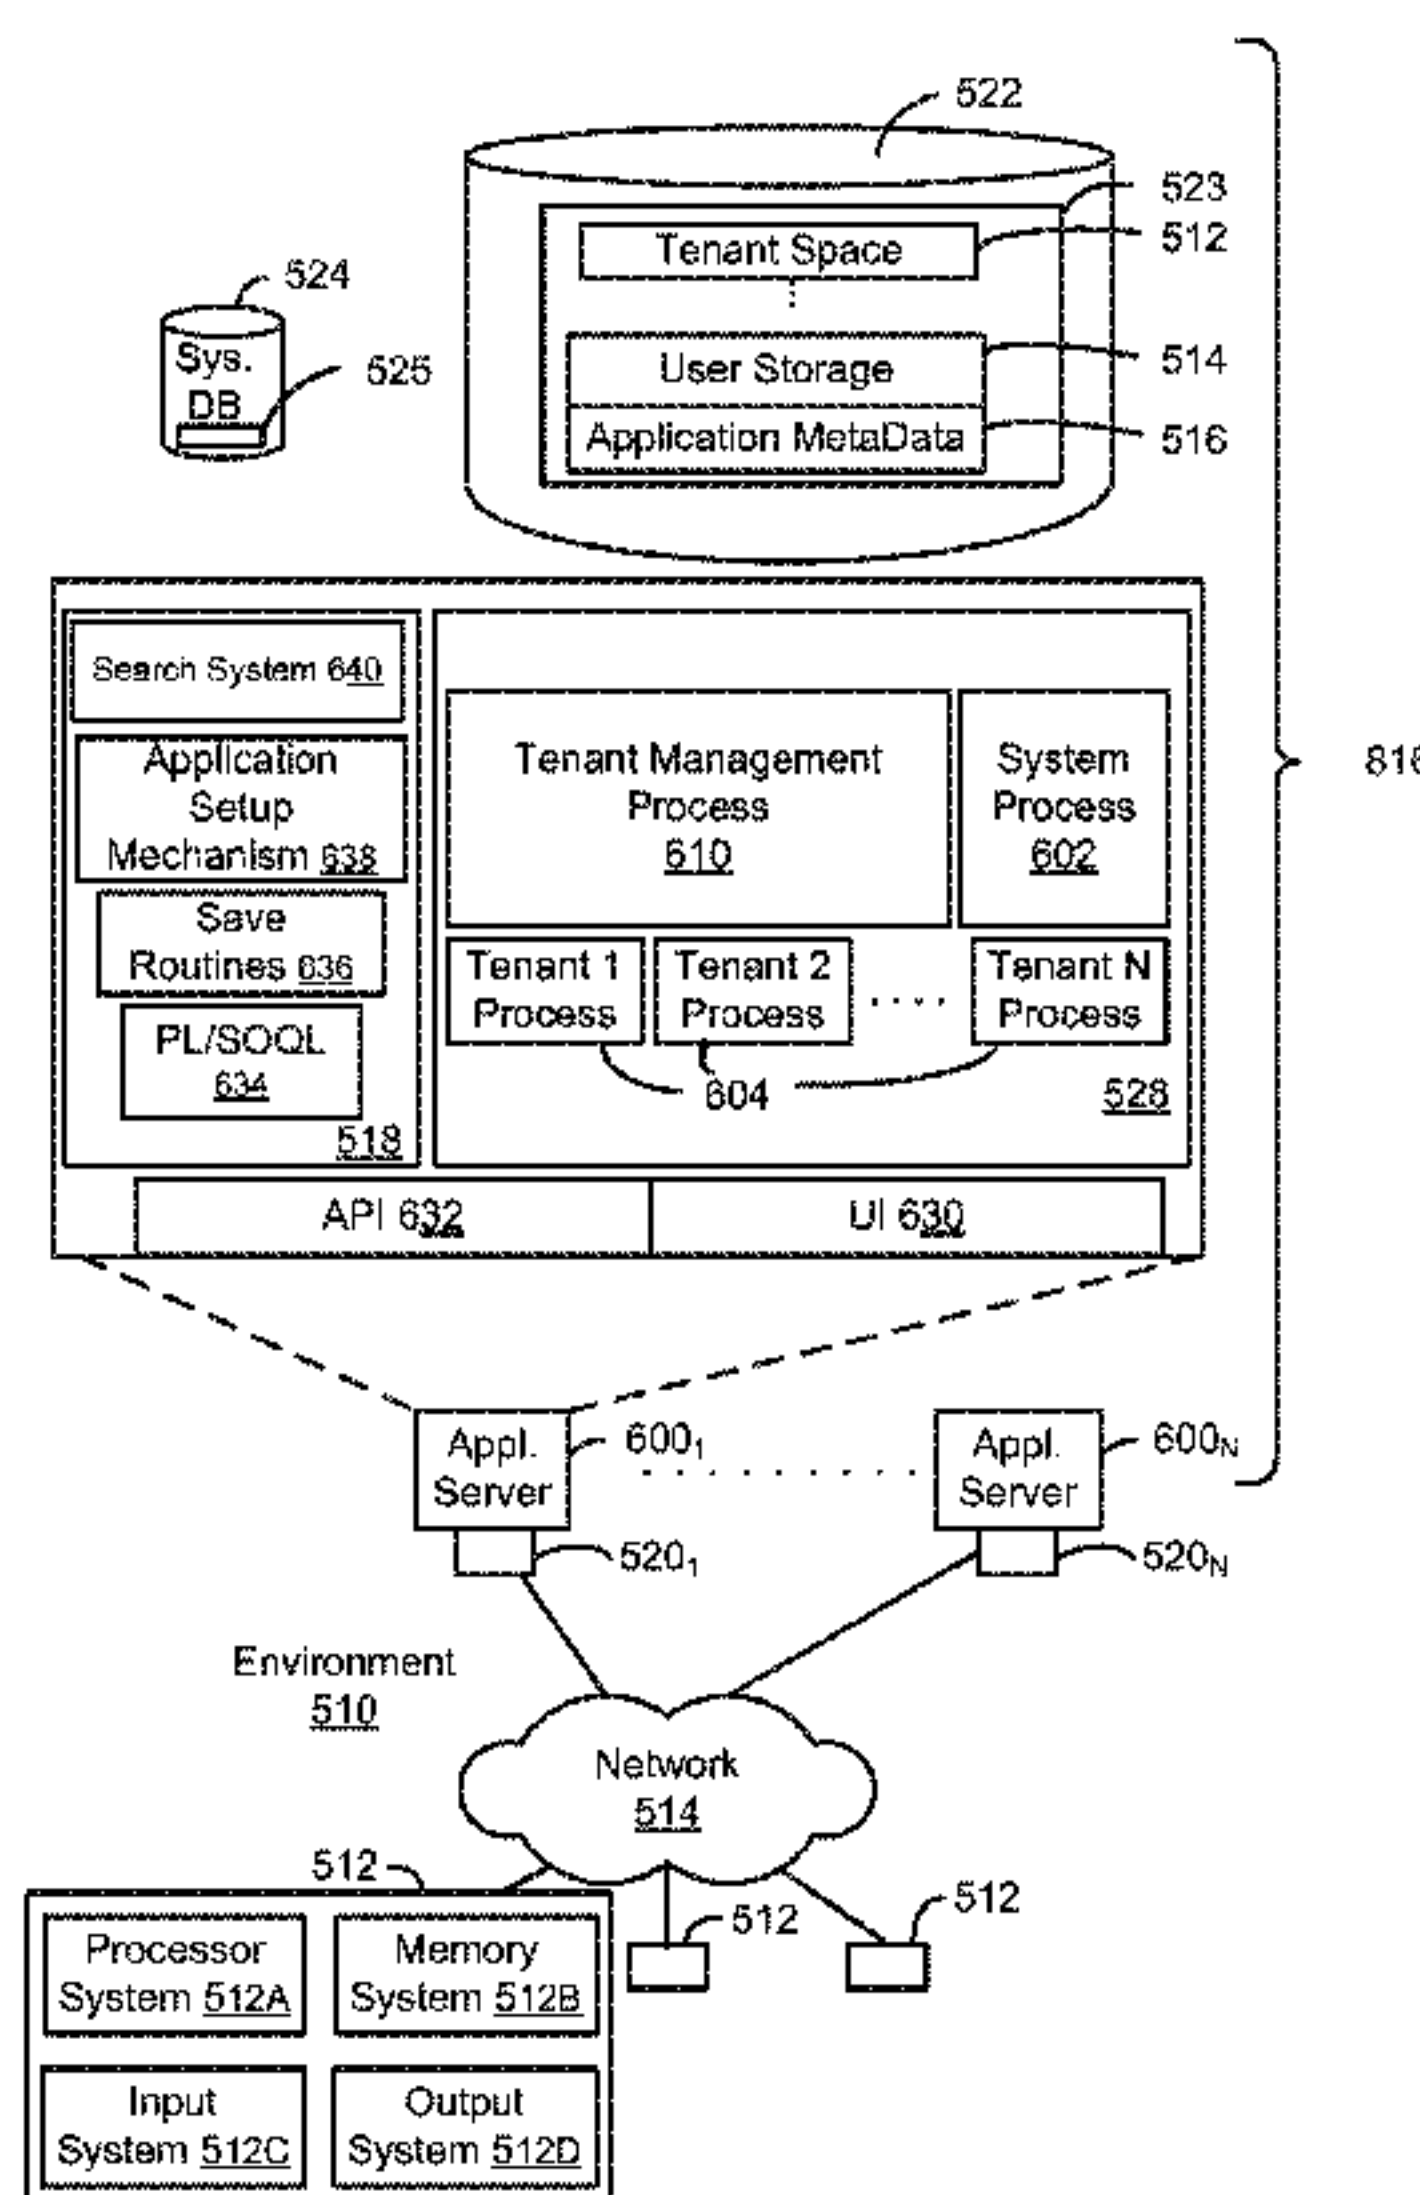 522
523
Tenant Space
512
524
Sys.
DB
525
User Storage
514
Application MetaData
516
Search System 640
Application
Setup
Mechanism 638
Save
Routines 636
PL/SOQL
634
518
Tenant Management
Process
610
System
Process
602
Tenant 1
Process
Tenant 2
Process
Tenant N
Process
604
528
API 632
UI 630
Appl.
Server
600₁
Appl.
Server
600N
520₁
520N
Environment
510
Network
514
512
512
512
Processor
System 512A
Memory
System 512B
Input
System 512C
Output
System 512D